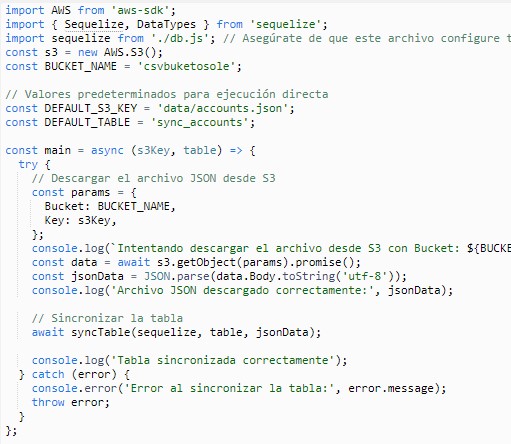 import AWS from 'aws-sdk';
import { Sequelize, DataTypes } from 'sequelize';
import sequelize from './db.js'; // Asegúrate de que este archivo configure t
const s3 = new AWS.S3();
const BUCKET_NAME = 'csvbuketosole';

// Valores predeterminados para ejecución directa
const DEFAULT_S3_KEY = 'data/accounts.json';
const DEFAULT_TABLE = 'sync_accounts';

const main = async (s3Key, table) => {
  try {
    // Descargar el archivo JSON desde S3
    const params = {
      Bucket: BUCKET_NAME,
      Key: s3Key,
    };
    console.log(`Intentando descargar el archivo desde S3 con Bucket: ${BUCKE
    const data = await s3.getObject(params).promise();
    const jsonData = JSON.parse(data.Body.toString('utf-8'));
    console.log('Archivo JSON descargado correctamente:', jsonData);

    // Sincronizar la tabla
    await syncTable(sequelize, table, jsonData);

    console.log('Tabla sincronizada correctamente');
  } catch (error) {
    console.error('Error al sincronizar la tabla:', error.message);
    throw error;
  }
};